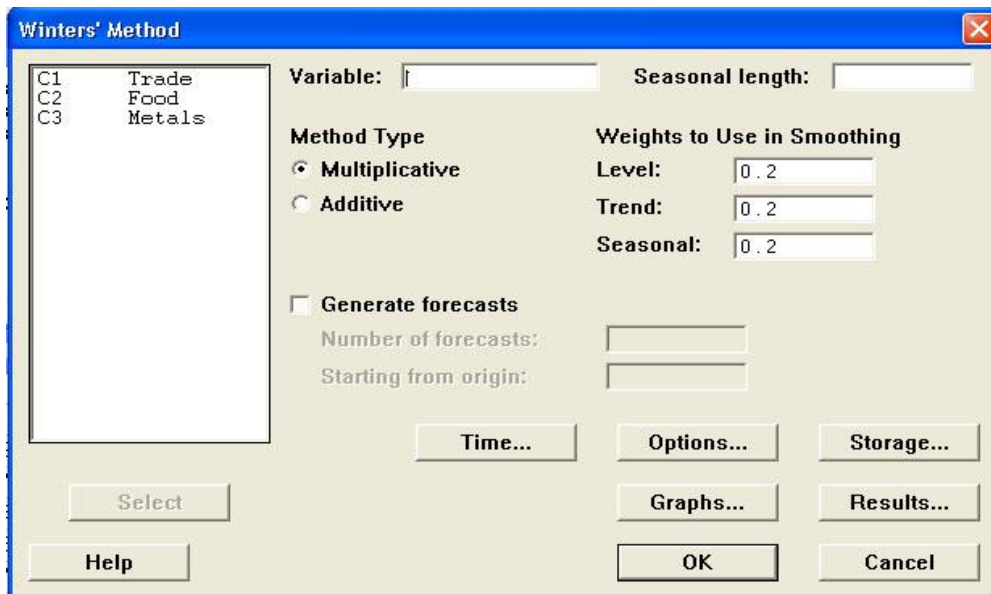 Winters' Method
C1 Trade
C2 Food
C3 Metals
Variable:
Seasonal length:
Method Type
Multiplicative
Additive
Weights to Use in Smoothing
Level: 0.2
Trend: 0.2
Seasonal: 0.2
Generate forecasts
Number of forecasts:
Starting from origin:
Time...
Options...
Storage...
Select
Graphs...
Results...
Help
OK
Cancel